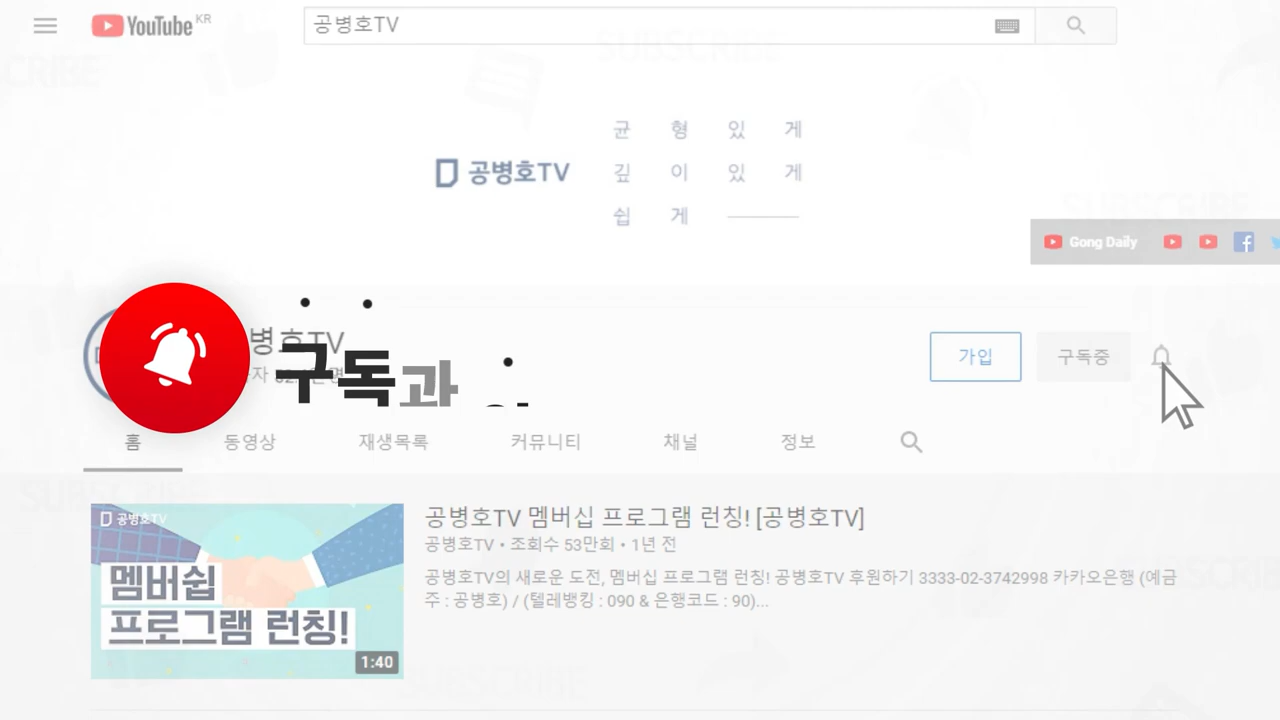 YouTube KR
공병호TV
SUBSCRIBE
공병호TV
균 형 있 게
깊 이 있 게
쉽 게
Gong Daily
병호TV
구독과
가입
구독중
홈 동영상 재생목록 커뮤니티 채널 정보
공병호TV
멤버쉽
프로그램 런칭!
1:40
공병호TV 멤버십 프로그램 런칭! [공병호TV]
공병호TV • 조회수 53만회 • 1년 전
공병호TV의 새로운 도전, 멤버십 프로그램 런칭! 공병호TV 후원하기 3333-02-3742998 카카오은행 (예금
주 : 공병호) / (텔레뱅킹 : 090 & 은행코드 : 90)...
SUBSCRIBE